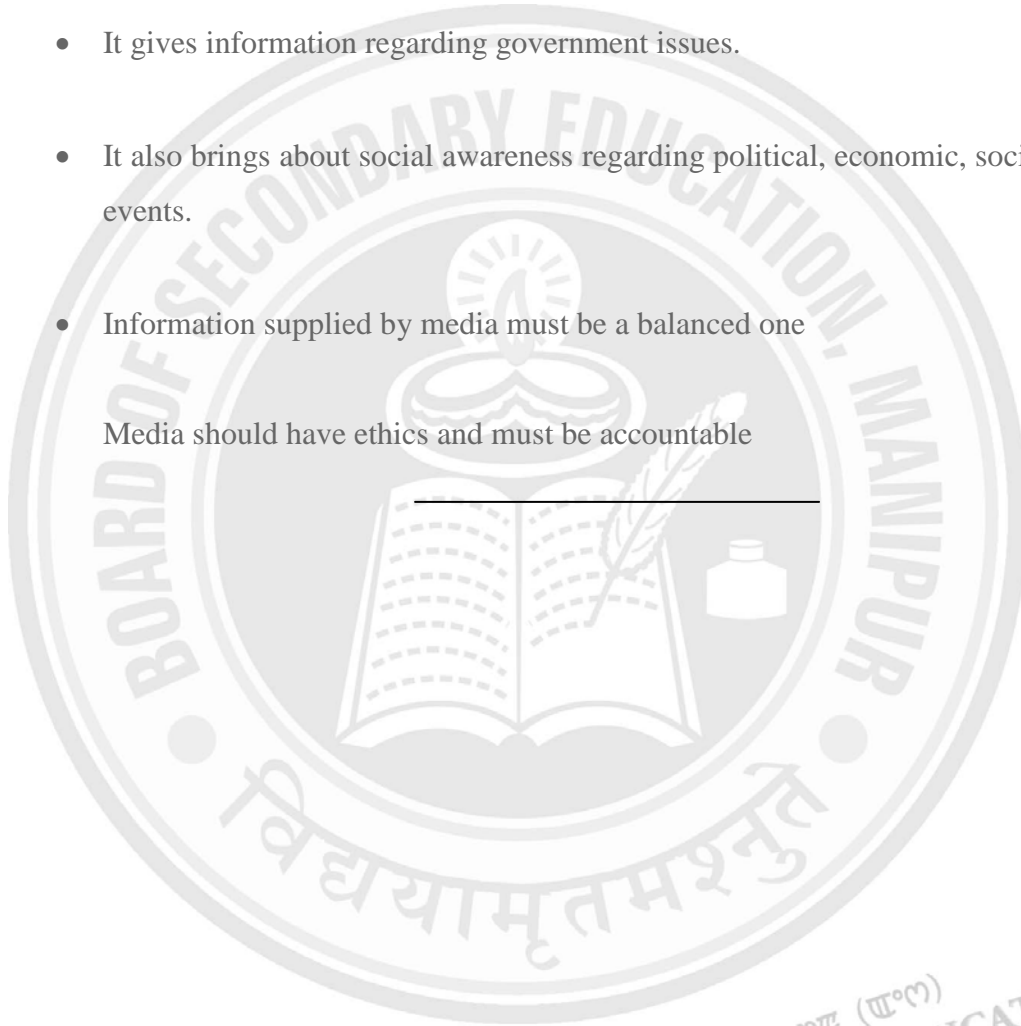 • It gives information regarding government issues.
• It also brings about social awareness regarding political, economic,
events.
• Information supplied by media must be a balanced one
Media should have ethics and must be accountable
BOARD OF SECONDARY EDUCATION, MANIPUR
विद्ययामृतमश्नुते